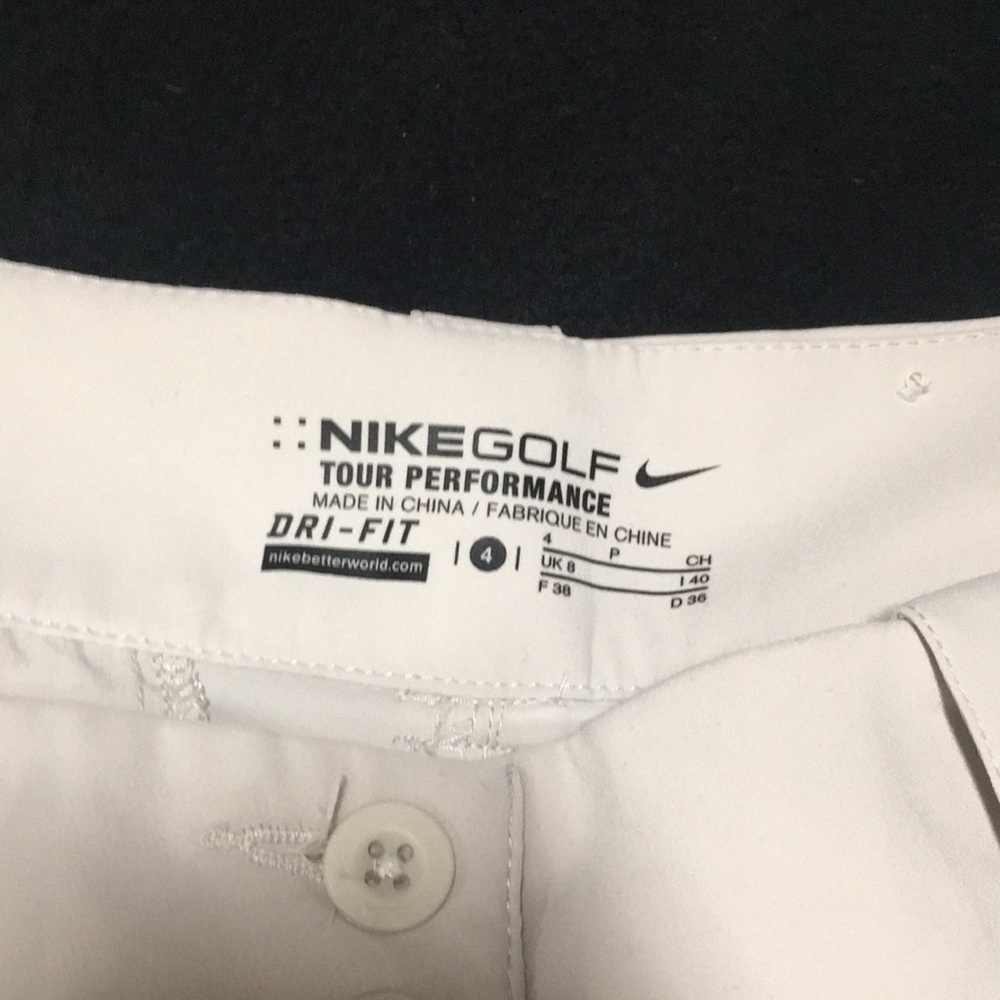 NIKEGOLF
TOUR PERFORMANCE
MADE IN CHINA / FABRIQUE EN CHINE
DRI-FIT
nikebetterworld.com
4
4 P CH
UK 8 I 40
F 38 D 36